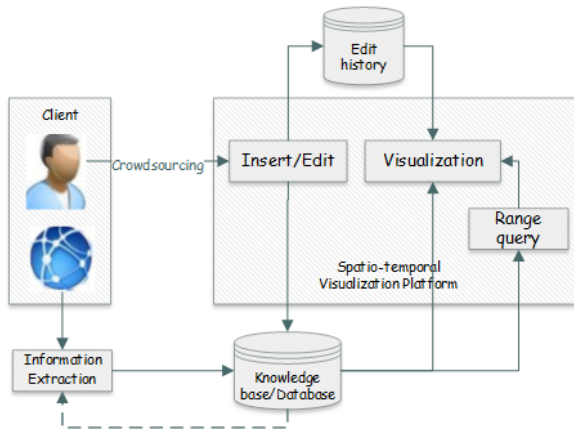 Edit
history
Client
Crowdsourcing
Insert/Edit
Visualization
Range
query
Spatio-temporal
Visualization Platform
Information
Extraction
Knowledge
base/Database